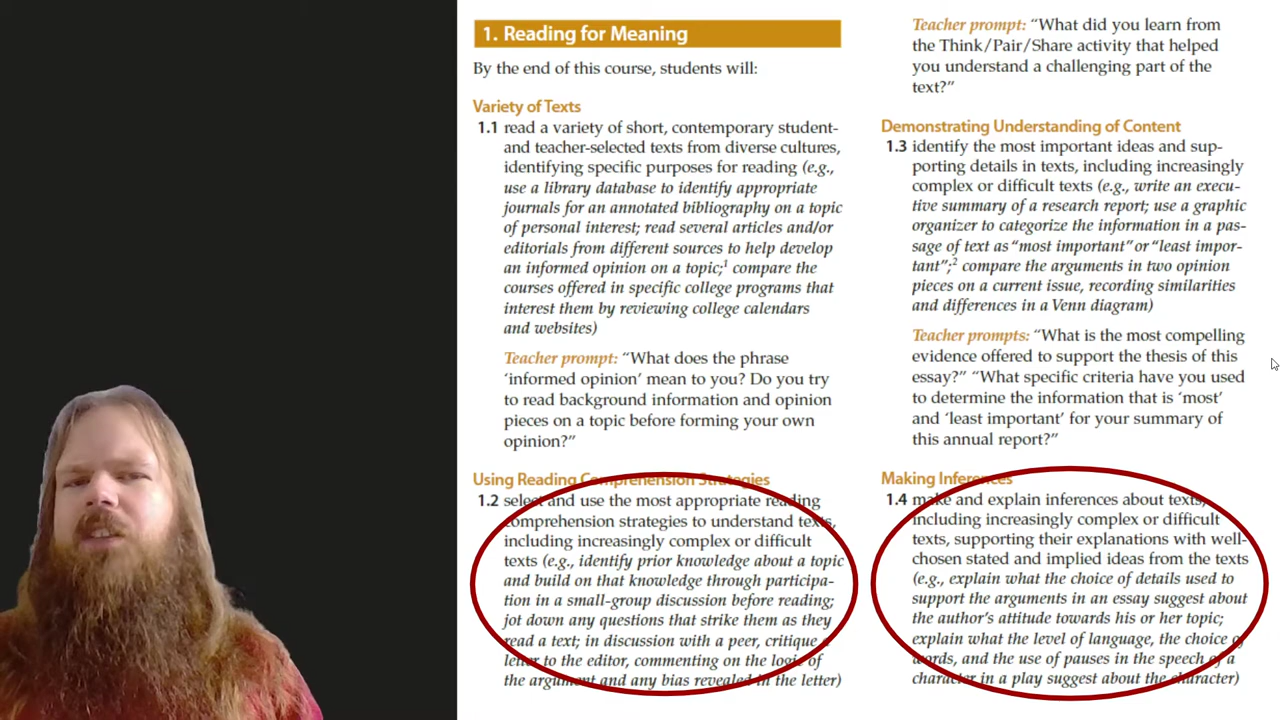 1. Reading for Meaning
By the end of this course, students will:
Variety of Texts
1.1 read a variety of short, contemporary student-
and teacher-selected texts from diverse cultures,
identifying specific purposes for reading (e.g.,
use a library database to identify appropriate
journals for an annotated bibliography on a topic
of personal interest; read several articles and/or
editorials from different sources to help develop
an informed opinion on a topic;¹ compare the
courses offered in specific college programs that
interest them by reviewing college calendars
and websites)
Teacher prompt: “What does the phrase
‘informed opinion’ mean to you? Do you try
to read background information and opinion
pieces on a topic before forming your own
opinion?”
Using Reading Comprehension Strategies
1.2 select and use the most appropriate reading
comprehension strategies to understand texts,
including increasingly complex or difficult
texts (e.g., identify prior knowledge about a topic
and build on that knowledge through participa-
tion in a small-group discussion before reading;
jot down any questions that strike them as they
read a text; in discussion with a peer, critique a
letter to the editor, commenting on the logic of
the argument and any bias revealed in the letter)
Teacher prompt: “What did you learn from
the Think/Pair/Share activity that helped
you understand a challenging part of the
text?”
Demonstrating Understanding of Content
1.3 identify the most important ideas and sup-
porting details in texts, including increasingly
complex or difficult texts (e.g., write an execu-
tive summary of a research report; use a graphic
organizer to categorize the information in a pas-
sage of text as “most important” or “least impor-
tant”;² compare the arguments in two opinion
pieces on a current issue, recording similarities
and differences in a Venn diagram)
Teacher prompts: “What is the most compelling
evidence offered to support the thesis of this
essay?” “What specific criteria have you used
to determine the information that is ‘most’
and ‘least important’ for your summary of
this annual report?”
Making Inferences
1.4 make and explain inferences about texts,
including increasingly complex or difficult
texts, supporting their explanations with well-
chosen stated and implied ideas from the texts
(e.g., explain what the choice of details used to
support the arguments in an essay suggest about
the author’s attitude towards his or her topic;
explain what the level of language, the choice of
words, and the use of pauses in the speech of a
character in a play suggest about the character)